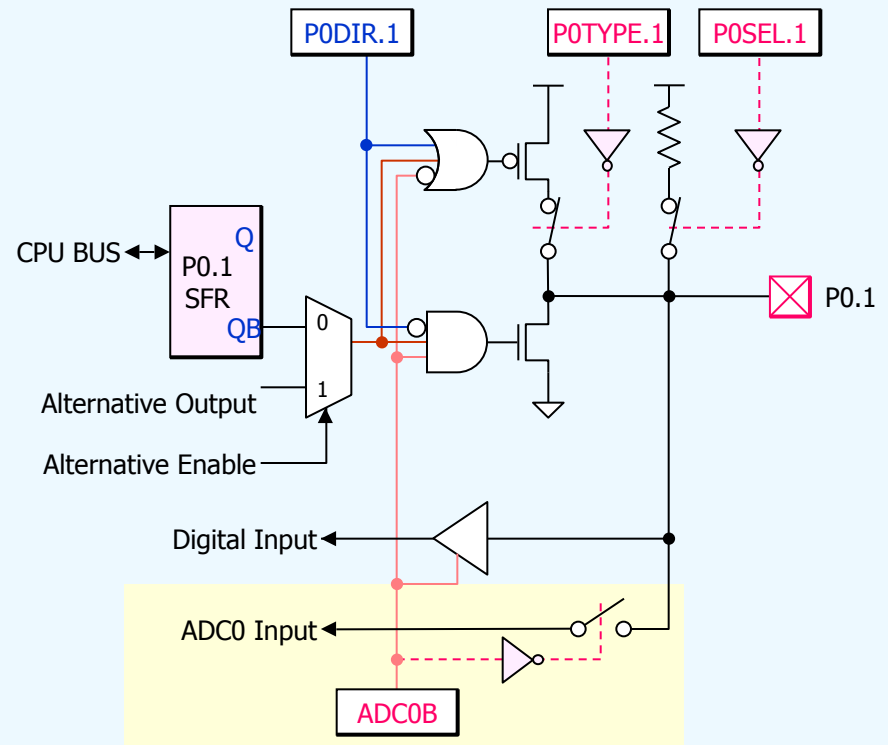 P0DIR.1
P0TYPE.1
P0SEL.1
Q
CPU BUS
P0.1
SFR
QB
0
1
P0.1
Alternative Output
Alternative Enable
Digital Input
ADC0 Input
ADC0B